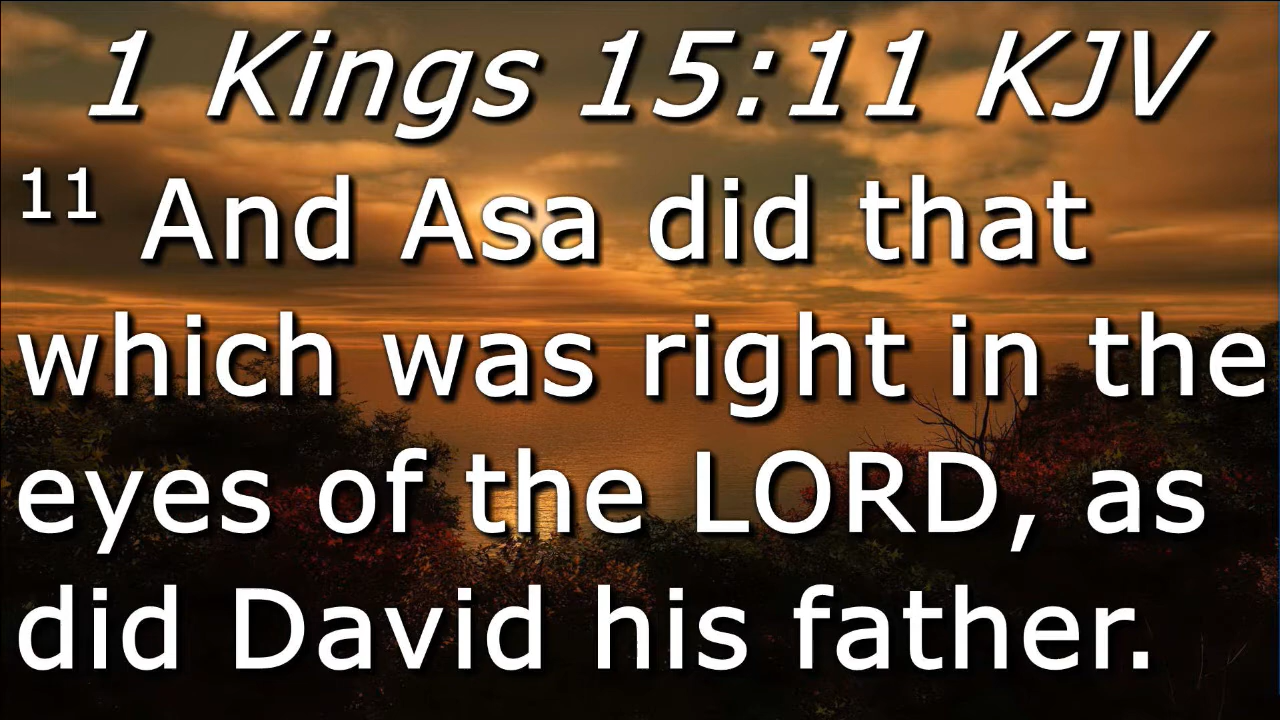 1 Kings 15:11 KJV
11 And Asa did that
which was right in the
eyes of the LORD, as
did David his father.